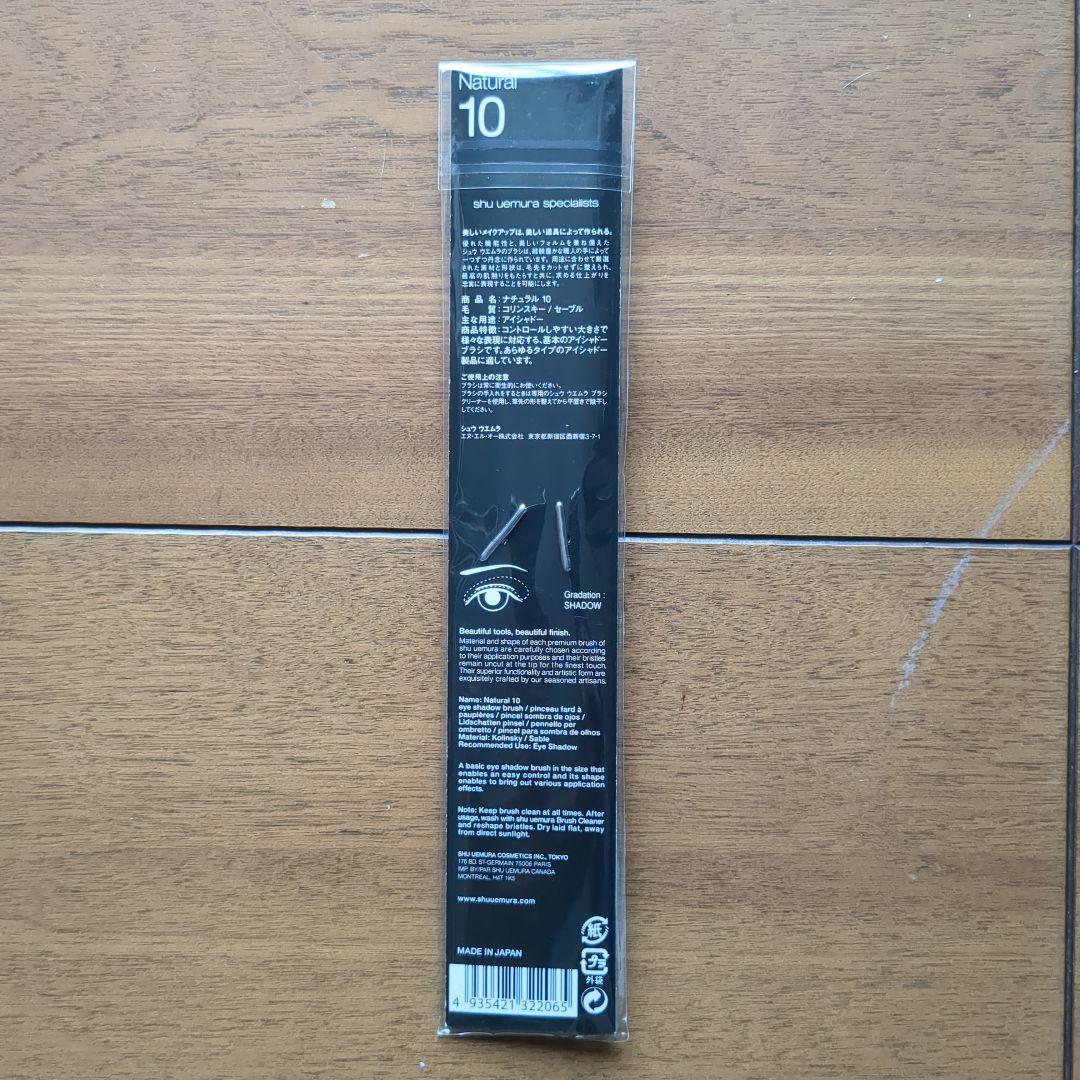 Natural
10
shu uemura specialists
美しいメイクアップは、美しい道具によって作られる。
優れた機能性と、美しいフォルムを兼ね備えた
シュウ ウエムラのブラシは、経験豊かな職人の手によって
一つずつ丹念に作られています。用途に合わせて厳選
された素材と形状は、毛先をカットせずに整えられ、
最高の肌触りをもたらすと共に、求める仕上がりを
忠実に表現することを可能にします。
商品名：ナチュラル 10
毛質：コリンスキー / セーブル
主な用途：アイシャドー
商品特徴：コントロールしやすい大きさで
様々な表現に対応する、基本のアイシャドー
ブラシです。あらゆるタイプのアイシャドー
製品に適しています。
ご使用上の注意
ブラシは常に衛生的にお使いください。
ブラシの手入れをするときは専用のシュウ ウエムラ ブラシ
クリーナーを使用し、筆先の形を整えてから平置きで陰干し
してください。
シュウ ウエムラ
エヌ・エル・オー株式会社 東京都新宿区西新宿3-7-1
Gradation :
SHADOW
Beautiful tools, beautiful finish.
Material and shape of each premium brush of
shu uemura are carefully chosen according
to their application purposes and their bristles
remain uncut at the tip for the finest touch.
Their superior functionality and artistic form are
exquisitely crafted by our seasoned artisans.
Name: Natural 10
eye shadow brush / pinceau fard à
paupières / pincel sombra de ojos /
Lidschatten pinsel / pennello per
ombretto / pincel para sombra de olhos
Material: Kolinsky / Sable
Recommended Use: Eye Shadow
A basic eye shadow brush in the size that
enables an easy control and its shape
enables to bring out various application
effects.
Note: Keep brush clean at all times. After
usage, wash with shu uemura Brush Cleaner
and reshape bristles. Dry laid flat, away
from direct sunlight.
SHU UEMURA COSMETICS INC., TOKYO
176 BD. ST-GERMAIN 75006 PARIS
IMP. BY/PAR SHU UEMURA CANADA
MONTREAL, H4T 1K5
www.shuuemura.com
紙
プラ
外袋
MADE IN JAPAN
4 935421 322065